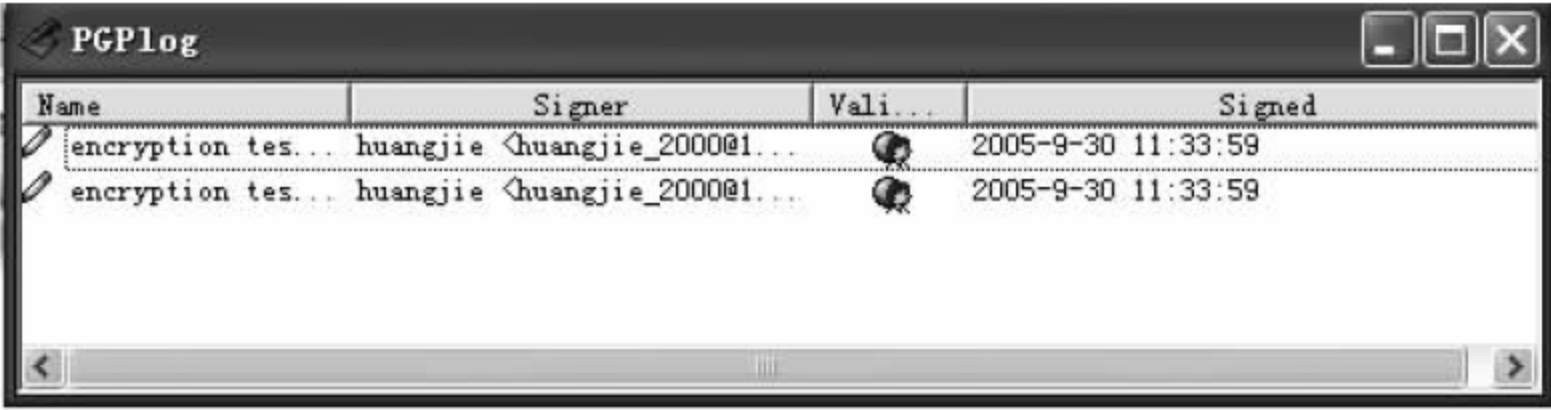 PGPlog
Name Signer Vali... Signed
encryption tes... huangjie <huangjie_2000@1... 2005-9-30 11:33:59
encryption tes... huangjie <huangjie_2000@1... 2005-9-30 11:33:59